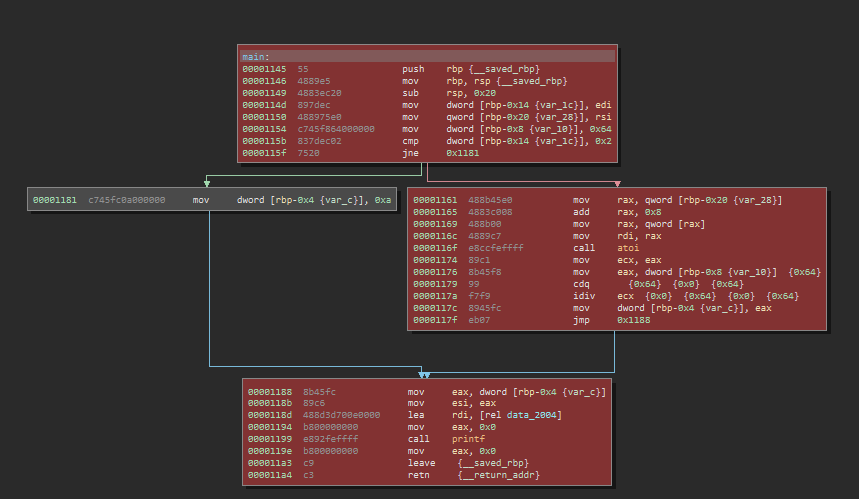 main:
00001145 55 push rbp {__saved_rbp}
00001146 4889e5 mov rbp, rsp {__saved_rbp}
00001149 4883ec20 sub rsp, 0x20
0000114d 897dec mov dword [rbp-0x14 {var_1c}], edi
00001150 488975e0 mov qword [rbp-0x20 {var_28}], rsi
00001154 c745f864000000 mov dword [rbp-0x8 {var_10}], 0x64
0000115b 837dec02 cmp dword [rbp-0x14 {var_1c}], 0x2
0000115f 7520 jne 0x1181
00001181 c745fc0a000000 mov dword [rbp-0x4 {var_c}], 0xa
00001161 488b45e0 mov rax, qword [rbp-0x20 {var_28}]
00001165 4883c008 add rax, 0x8
00001169 488b00 mov rax, qword [rax]
0000116c 4889c7 mov rdi, rax
0000116f e8ccfeffff call atoi
00001174 89c1 mov ecx, eax
00001176 8b45f8 mov eax, dword [rbp-0x8 {var_10}] {0x64}
00001179 99 cdq {0x64} {0x0} {0x64}
0000117a f7f9 idiv ecx {0x0} {0x64} {0x0} {0x64}
0000117c 8945fc mov dword [rbp-0x4 {var_c}], eax
0000117f eb07 jmp 0x1188
00001188 8b45fc mov eax, dword [rbp-0x4 {var_c}]
0000118b 89c6 mov esi, eax
0000118d 488d3d700e0000 lea rdi, [rel data_2004]
00001194 b800000000 mov eax, 0x0
00001199 e892feffff call printf
0000119e b800000000 mov eax, 0x0
000011a3 c9 leave {__saved_rbp}
000011a4 c3 retn {__return_addr}